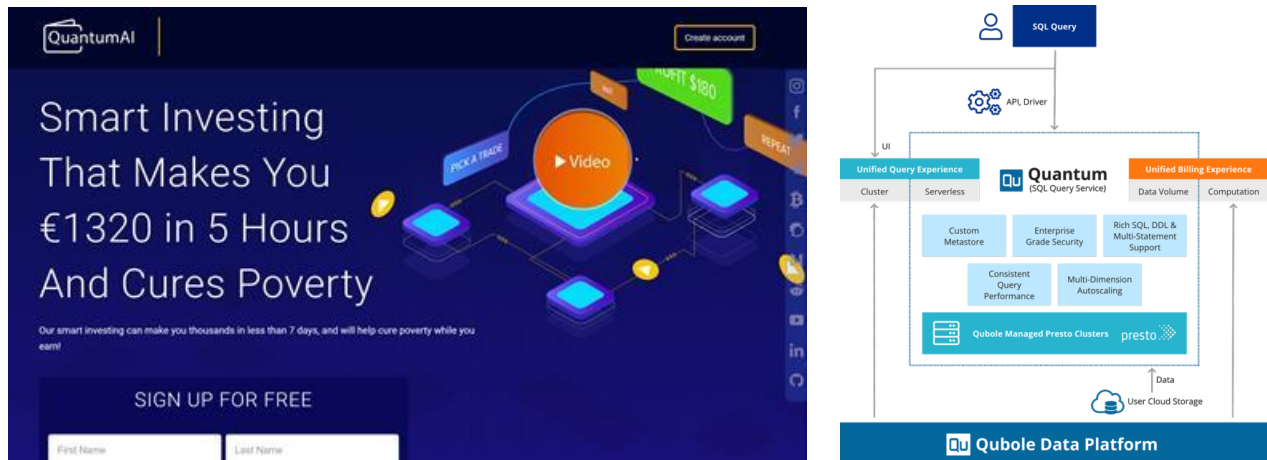 QuantumAI
Create account
Smart Investing
That Makes You
€1320 in 5 Hours
And Cures Poverty
PICK A TRADE
PROFIT $180
REPEAT
Video
Our smart investing can make you thousands in less than 7 days, and will help cure poverty while you
earn!
SIGN UP FOR FREE
First Name
Last Name
SQL Query
API, Driver
UI
Unified Query Experience
Cluster
Serverless
Qu Quantum
(SQL Query Service)
Unified Billing Experience
Data Volume
Computation
Custom
Metastore
Enterprise
Grade Security
Rich SQL, DDL &
Multi-Statement
Support
Consistent
Query
Performance
Multi-Dimension
Autoscaling
Qubole Managed Presto Clusters
presto
Data
User Cloud Storage
Qu Qubole Data Platform